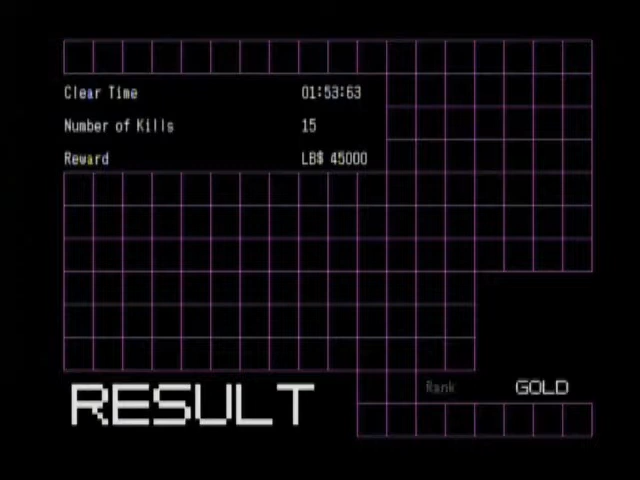 Clear Time 01:53:63
Number of Kills 15
Reward LB$ 45000
Rank GOLD
RESULT